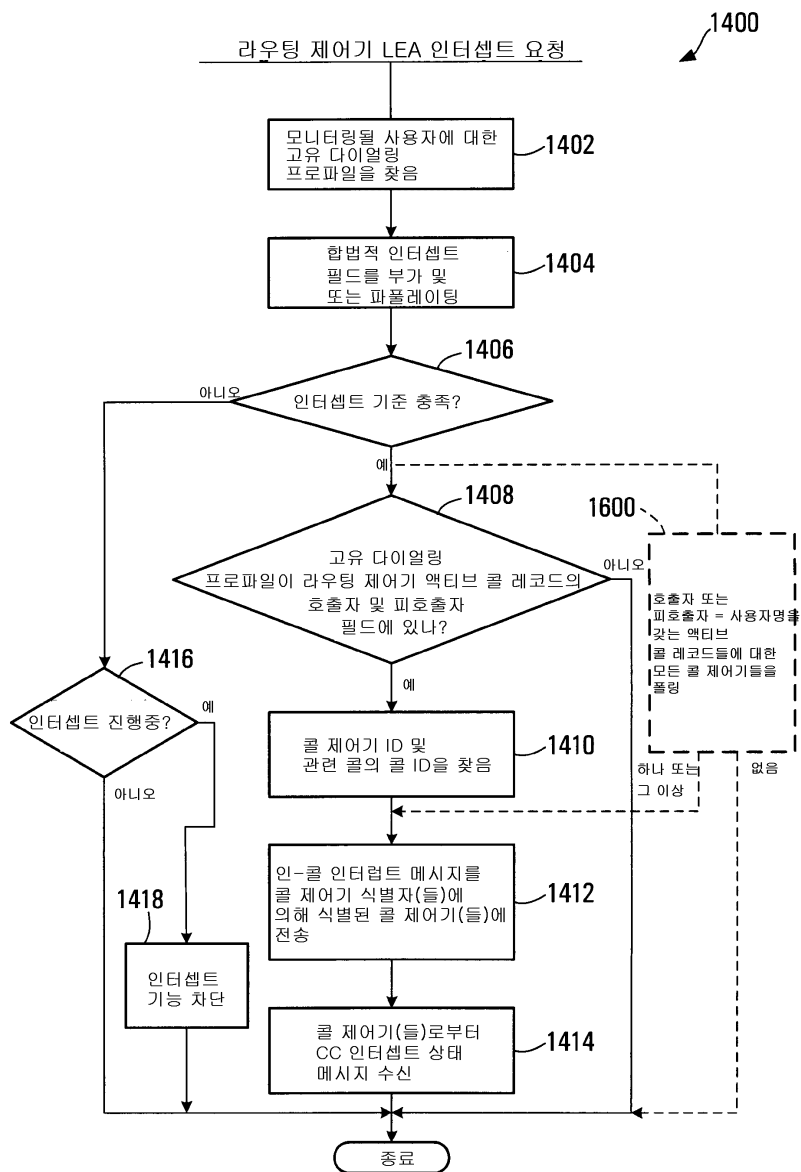 라우팅 제어기 LEA 인터셉트 요청
1400
모니터링될 사용자에 대한
고유 다이얼링
프로파일을 찾음
1402
합법적 인터셉트
필드를 부가 및
또는 파퓰레이팅
1404
1406
아니오
인터셉트 기준 충족?
예
1408
1600
고유 다이얼링
프로파일이 라우팅 제어기 액티브 콜 레코드의
호출자 및 피호출자
필드에 있나?
아니오
호출자 또는
피호출자 = 사용자명을
갖는 액티브
콜 레코드들에 대한
모든 콜 제어기들을
폴링
1416
예
인터셉트 진행중?
예
아니오
콜 제어기 ID 및
관련 콜의 콜 ID을 찾음
1410
하나 또는
그 이상
없음
인-콜 인터럽트 메시지를
콜 제어기 식별자(들)에
의해 식별된 콜 제어기(들)에
전송
1412
1418
인터셉트
기능 차단
콜 제어기(들)로부터
CC 인터셉트 상태
메시지 수신
1414
종료